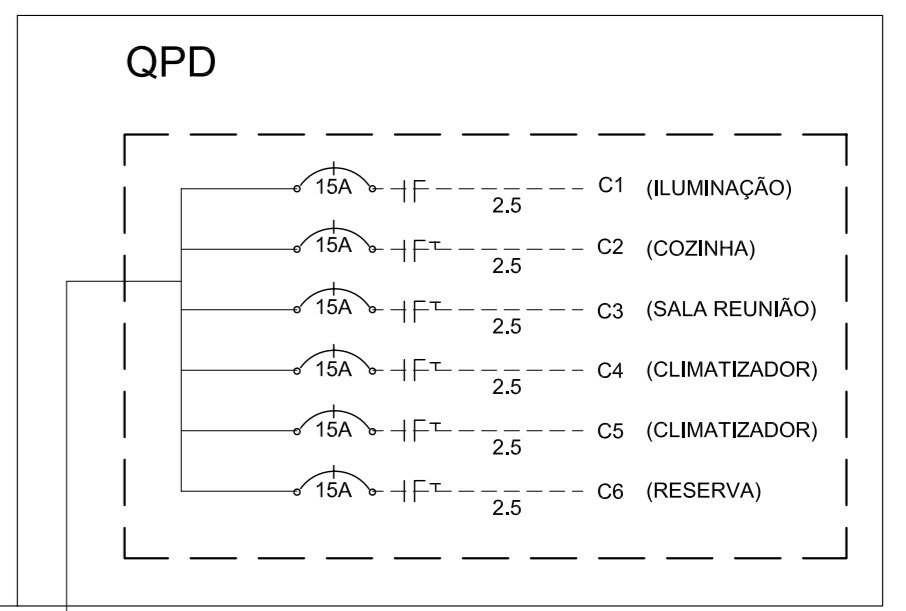 QPD
15A 2.5 C1 (ILUMINAÇÃO)
15A 2.5 C2 (COZINHA)
15A 2.5 C3 (SALA REUNIÃO)
15A 2.5 C4 (CLIMATIZADOR)
15A 2.5 C5 (CLIMATIZADOR)
15A 2.5 C6 (RESERVA)